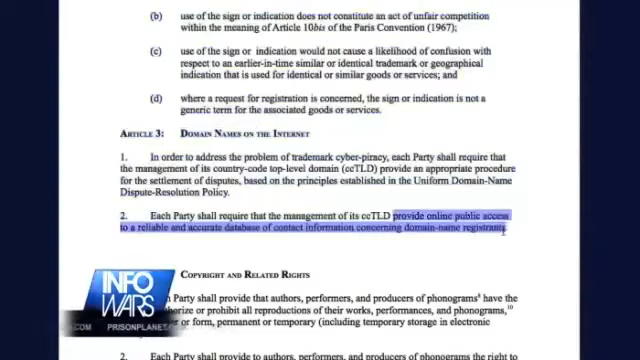 (b) use of the sign or indication does not constitute an act of unfair competition
within the meaning of Article 10bis of the Paris Convention (1967);
(c) use of the sign or indication would not cause a likelihood of confusion with
respect to an earlier-in-time similar or identical trademark or geographical
indication that is used for identical or similar goods or services; and
(d) where a request for registration is concerned, the sign or indication is not a
generic term for the associated goods or services.
ARTICLE 3: DOMAIN NAMES ON THE INTERNET
1. In order to address the problem of trademark cyber-piracy, each Party shall require that
the management of its country-code top-level domain (ccTLD) provide an appropriate procedure
for the settlement of disputes, based on the principles established in the Uniform Domain-Name
Dispute-Resolution Policy.
2. Each Party shall require that the management of its ccTLD provide online public access
to a reliable and accurate database of contact information concerning domain-name registrants.
COPYRIGHT AND RELATED RIGHTS
Party shall provide that authors, performers, and producers of phonograms⁸ have the
or prohibit all reproductions of their works, performances, and phonograms,¹⁰
or form, permanent or temporary (including temporary storage in electronic
INFO
WARS
.COM PRISONPLANET
2. Each Party shall provide to authors, performers, and producers of phonograms the right to